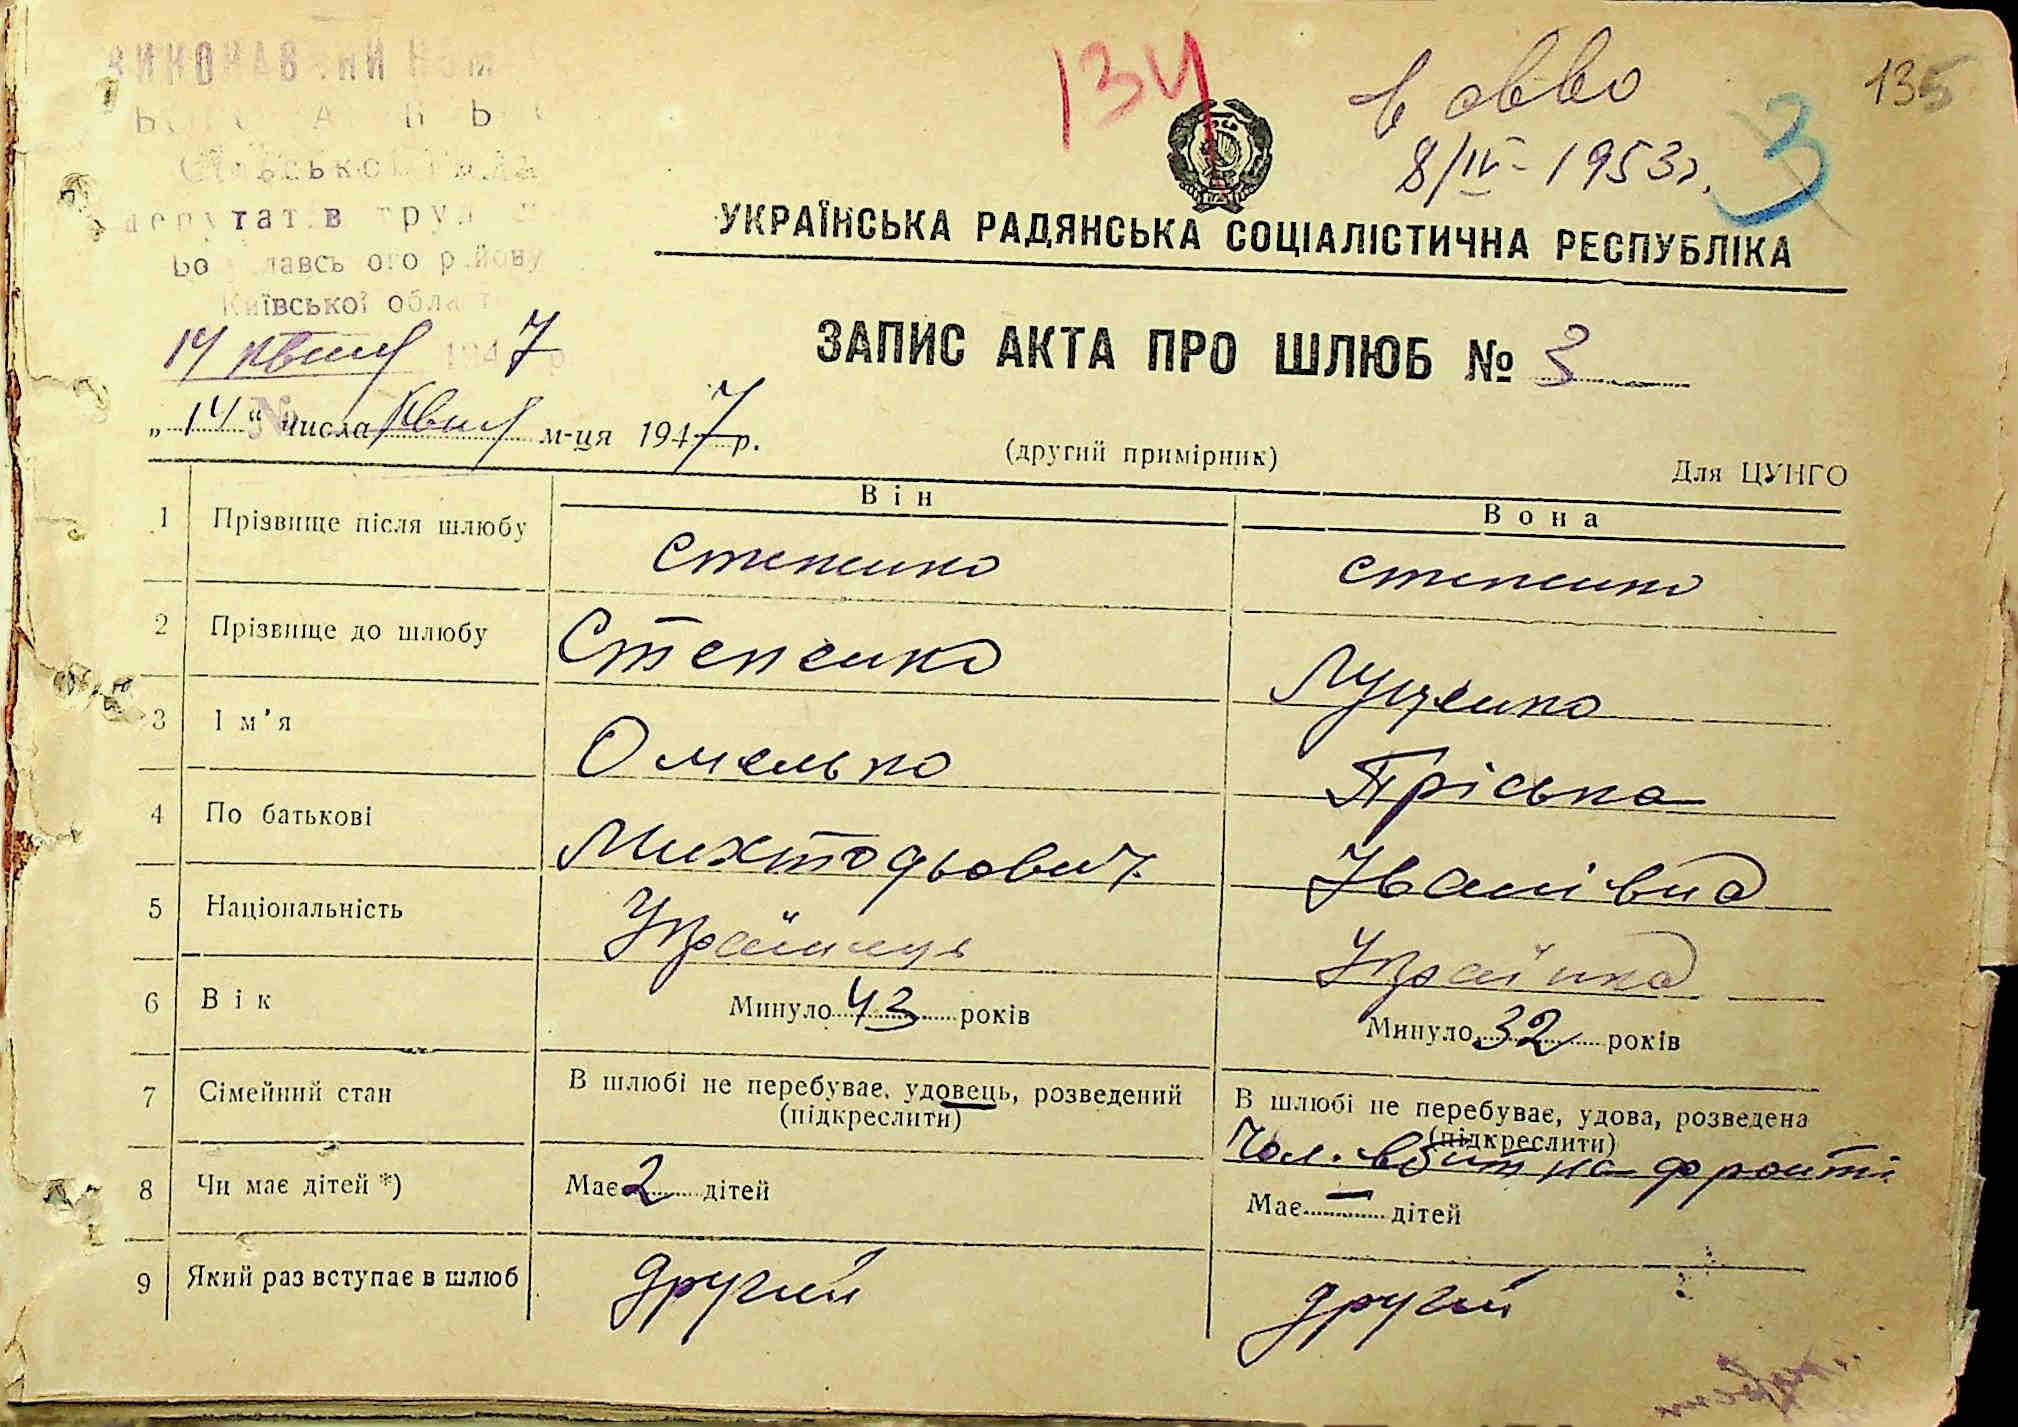 134
135
в овво
8/IV - 1953 г.
3
УКРАЇНСЬКА РАДЯНСЬКА СОЦІАЛІСТИЧНА РЕСПУБЛІКА
Київської
14 квітня 1947 р
ЗАПИС АКТА ПРО ШЛЮБ № 3
„ 14 “ числа квітня м-ця 1947 р.
(другий примірник)
Для ЦУНГО
Він
Вона
1 Прізвище після шлюбу Степенко Степенко
2 Прізвище до шлюбу Степенко Луценко
3 Ім'я Омелько Пріська
4 По батькові Михтодьович Іванівна
5 Національність Українець Українка
6 Вік Минуло 43 років Минуло 32 років
7 Сімейний стан В шлюбі не перебуває, удовець, розведений (підкреслити) В шлюбі не перебуває, удова, розведена (підкреслити)
Чол. вбит на фронті
8 Чи має дітей *) Має 2 дітей Має — дітей
9 Який раз вступає в шлюб другий другий